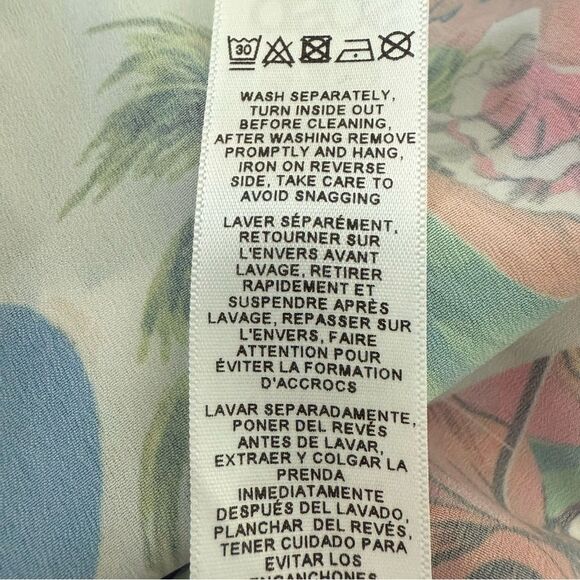 30
WASH SEPARATELY,
TURN INSIDE OUT
BEFORE CLEANING,
AFTER WASHING REMOVE
PROMPTLY AND HANG,
IRON ON REVERSE
SIDE, TAKE CARE TO
AVOID SNAGGING
LAVER SÉPARÉMENT,
RETOURNER SUR
L'ENVERS AVANT
LAVAGE, RETIRER
RAPIDEMENT ET
SUSPENDRE APRÈS
LAVAGE, REPASSER SUR
L'ENVERS, FAIRE
ATTENTION POUR
ÉVITER LA FORMATION
D'ACCROCS
LAVAR SEPARADAMENTE,
PONER DEL REVÉS
ANTES DE LAVAR,
EXTRAER Y COLGAR LA
PRENDA
INMEDIATAMENTE
DESPUÉS DEL LAVADO,
PLANCHAR DEL REVÉS,
TENER CUIDADO PARA
EVITAR LOS
ENGANCHONES